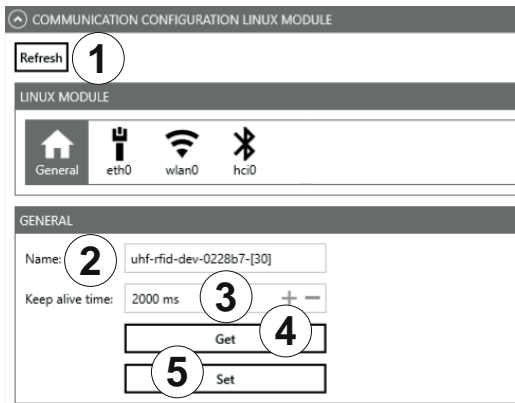 COMMUNICATION CONFIGURATION LINUX MODULE
Refresh 1
LINUX MODULE
General eth0 wlan0 hci0
GENERAL
Name: 2 uhf-rfid-dev-0228b7-[30]
Keep alive time: 2000 ms 3 + −
Get 4
5 Set